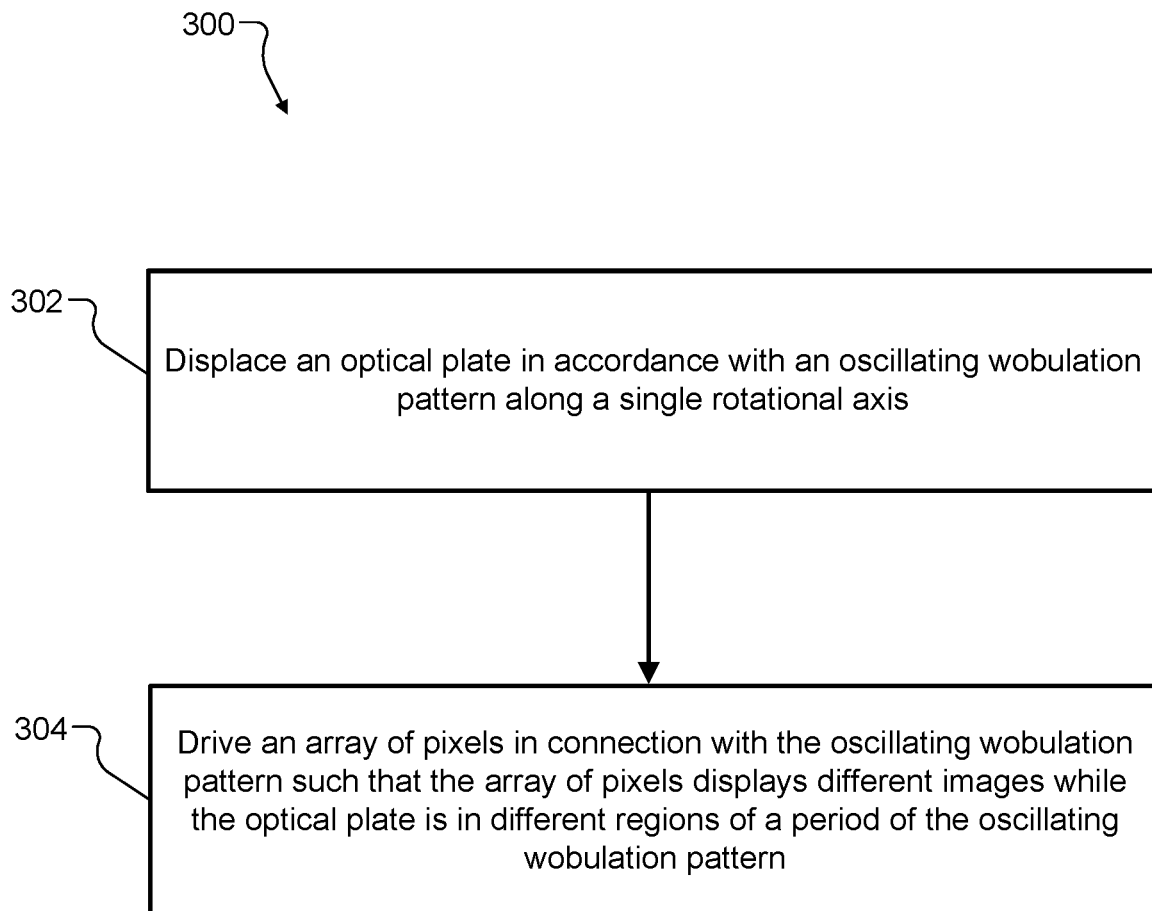 300
302
Displace an optical plate in accordance with an oscillating wobulation
pattern along a single rotational axis
304
Drive an array of pixels in connection with the oscillating wobulation
pattern such that the array of pixels displays different images while
the optical plate is in different regions of a period of the oscillating
wobulation pattern